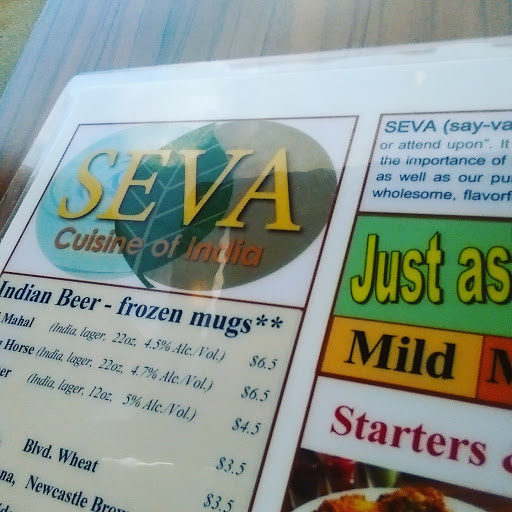 SEVA
Cuisine of India
Indian Beer - frozen mugs**
Mahal (India, lager, 22oz, 4.5% Alc./Vol.) $6.5
Horse (India, lager, 22oz, 4.7% Alc./Vol.) $6.5
(India, lager, 12oz, 5% Alc./Vol.) $4.5
Blvd. Wheat $3.5
Newcastle $3.5
SEVA (say-va
or attend upon". It
the importance of
as well as our pu
wholesome, flavorf
Just as
Mild M
Starters &